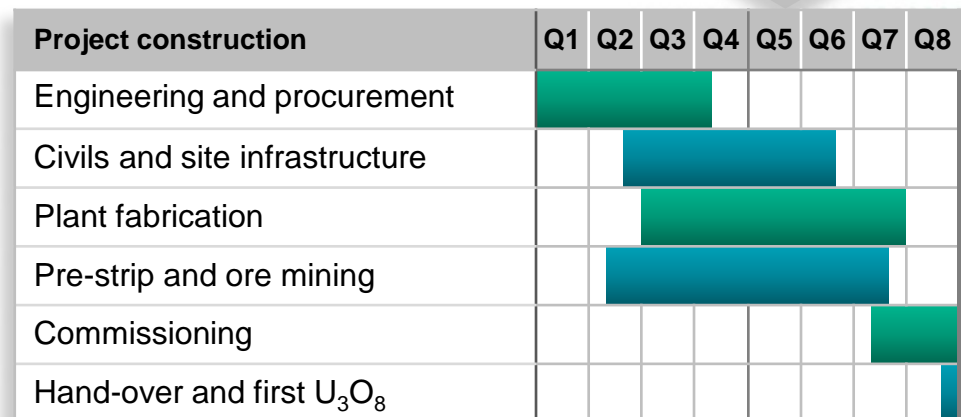 Project construction Q1 Q2 Q3 Q4 Q5 Q6 Q7 Q8
Engineering and procurement
Civils and site infrastructure
Plant fabrication
Pre-strip and ore mining
Commissioning
Hand-over and first U₃O₈